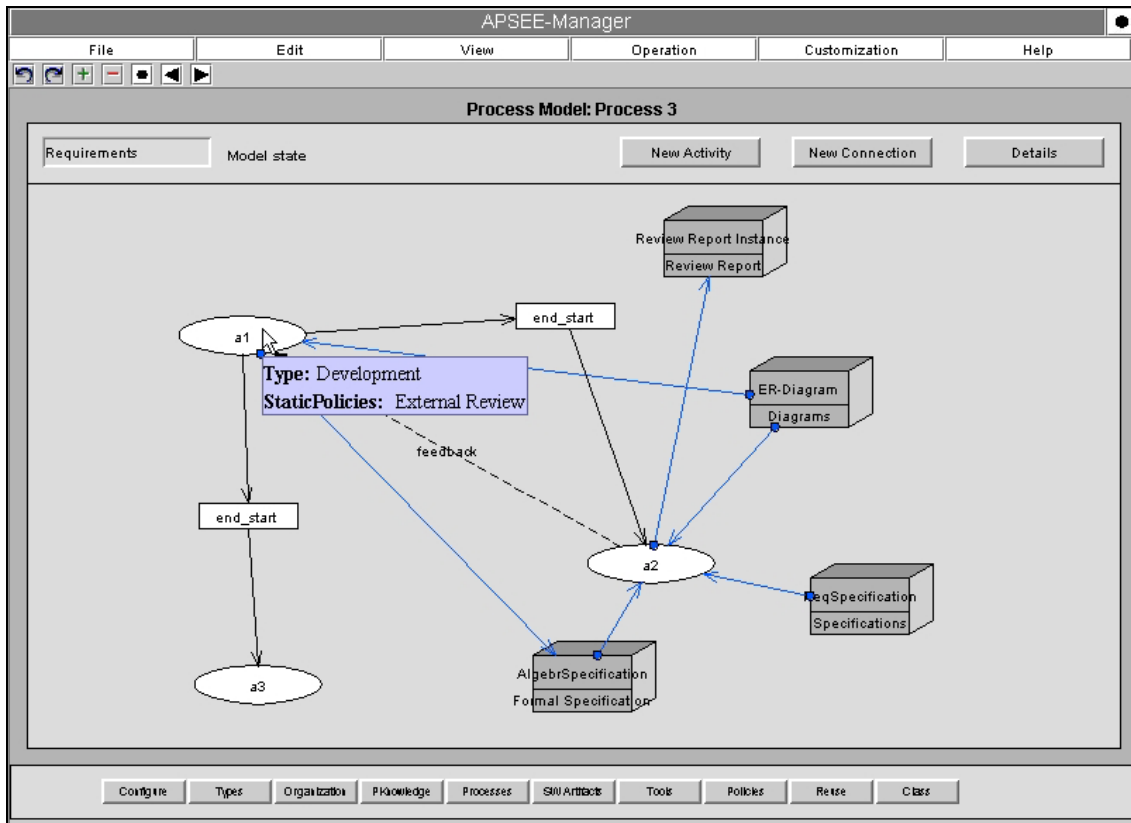 APSEE-Manager
File Edit View Operation Customization Help
Process Model: Process 3
Requirements Model state New Activity New Connection Details
Review Report Instance
Review Report
end_start
a1
Type: Development
StaticPolicies: External Review
ER-Diagram
Diagrams
feedback
end_start
a2
ReqSpecification
Specifications
AlgebrSpecification
Formal Specification
a3
Configure Types Organization PKnowledge Processes SW Artifacts Tools Policies Reuse Class